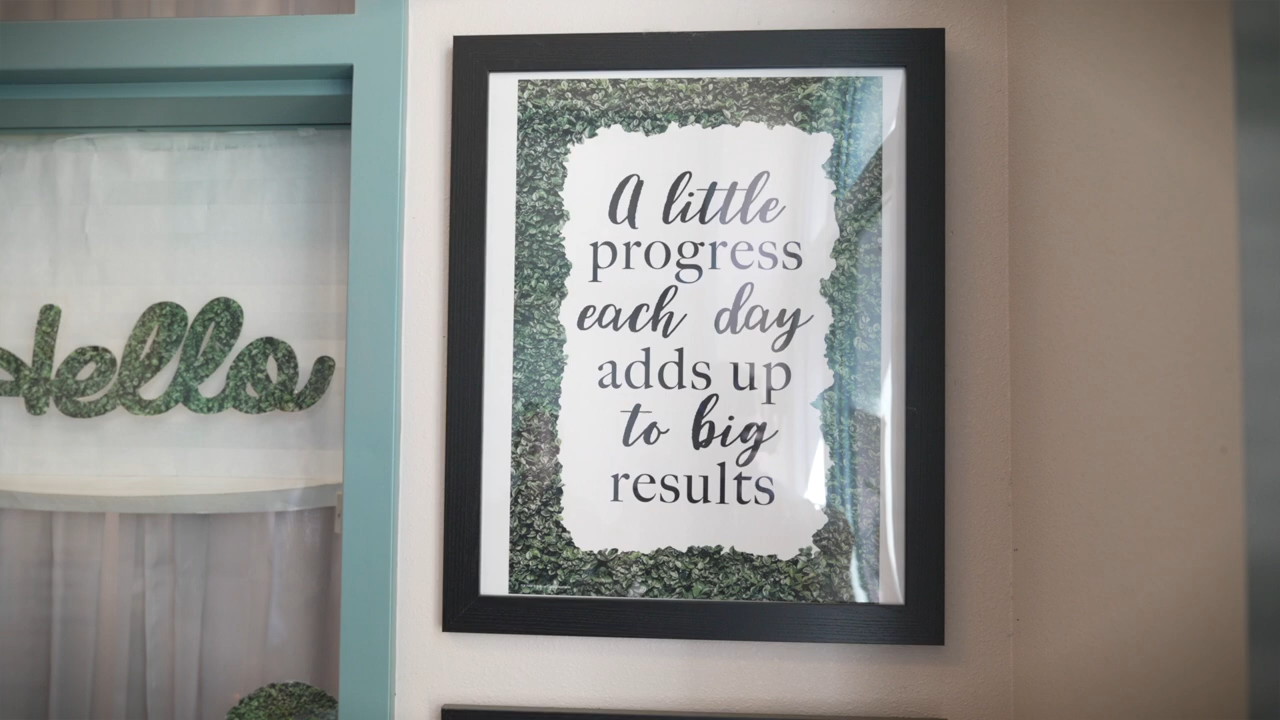 Hello
A little
progress
each day
adds up
to big
results